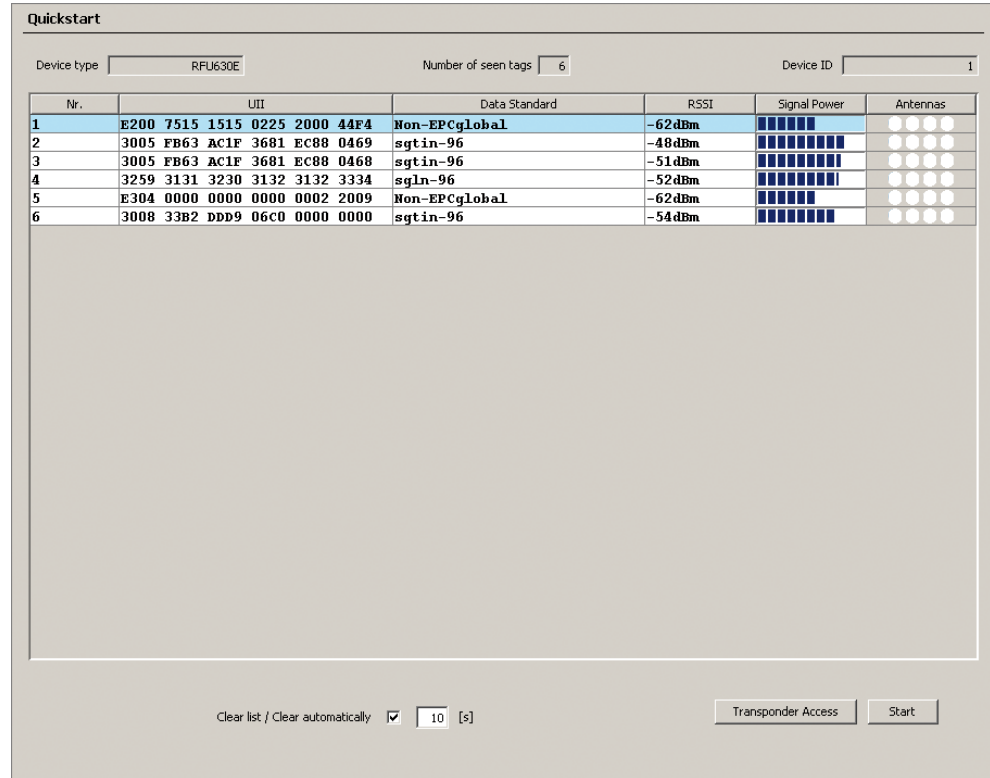 Quickstart
Device type RFU630E Number of seen tags 6 Device ID 1
Nr. UII Data Standard RSSI Signal Power Antennas
1 E200 7515 1515 0225 2000 44F4 Non-EPCglobal -62dBm
2 3005 FB63 AC1F 3681 EC88 0469 sgtin-96 -48dBm
3 3005 FB63 AC1F 3681 EC88 0468 sgtin-96 -51dBm
4 3259 3131 3230 3132 3132 3334 sgln-96 -52dBm
5 E304 0000 0000 0000 0002 2009 Non-EPCglobal -62dBm
6 3008 33B2 DDD9 06C0 0000 0000 sgtin-96 -54dBm
Clear list / Clear automatically 10 [s] Transponder Access Start